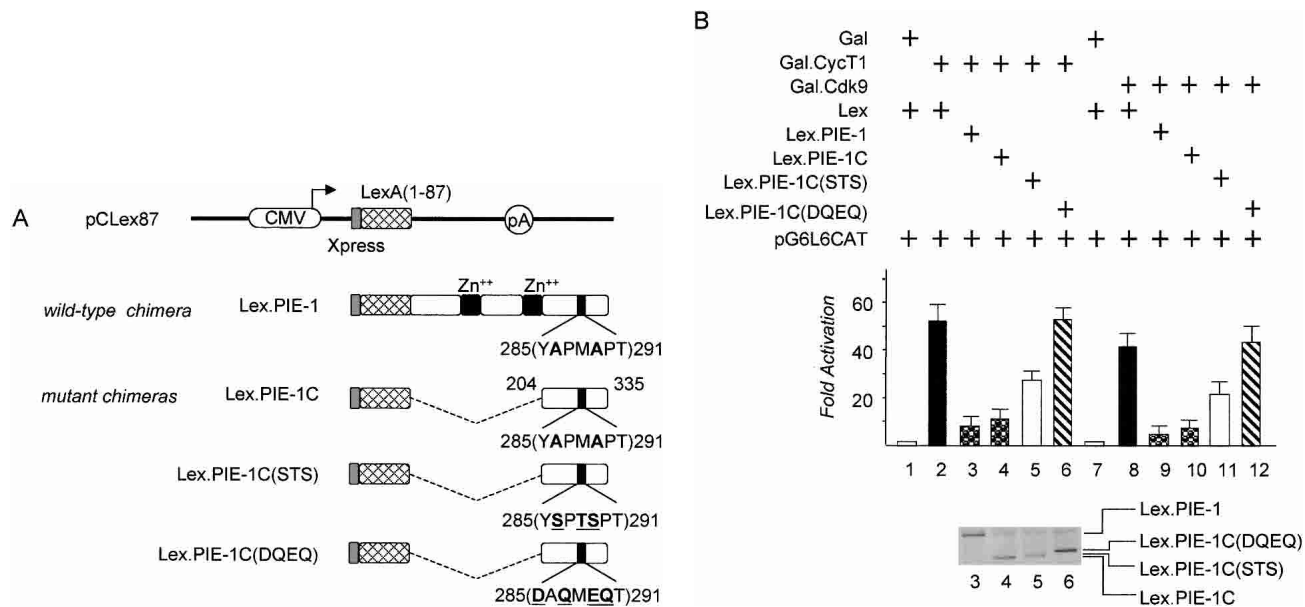 A
pCLex87
CMV
LexA(1-87)
pA
Xpress
wild-type chimera
Lex.PIE-1
Zn++
Zn++
285(YAPMAPT)291
mutant chimeras
Lex.PIE-1C
204
335
285(YAPMAPT)291
Lex.PIE-1C(STS)
285(YSPTSPT)291
Lex.PIE-1C(DQEQ)
285(DAQMEQT)291
B
Gal + +
Gal.CycT1 + + + + +
Gal.Cdk9 + + + + +
Lex + + + +
Lex.PIE-1 + +
Lex.PIE-1C + +
Lex.PIE-1C(STS) + +
Lex.PIE-1C(DQEQ) + +
pG6L6CAT + + + + + + + + + + + +
Fold Activation
60
40
20
1 2 3 4 5 6 7 8 9 10 11 12
Lex.PIE-1
Lex.PIE-1C(DQEQ)
Lex.PIE-1C(STS)
Lex.PIE-1C
3 4 5 6